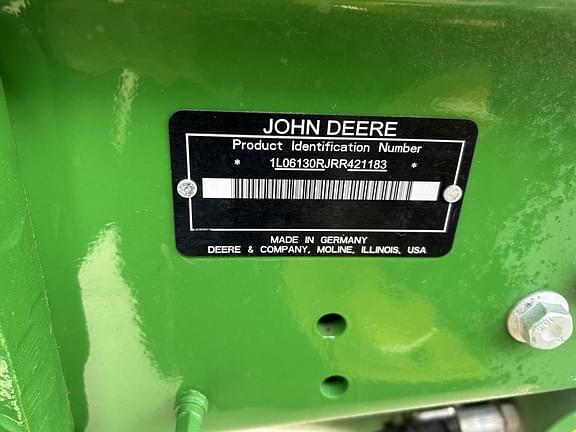 JOHN DEERE
Product Identification Number
* 1L06130RJRR421183 *
MADE IN GERMANY
DEERE & COMPANY, MOLINE, ILLINOIS, USA